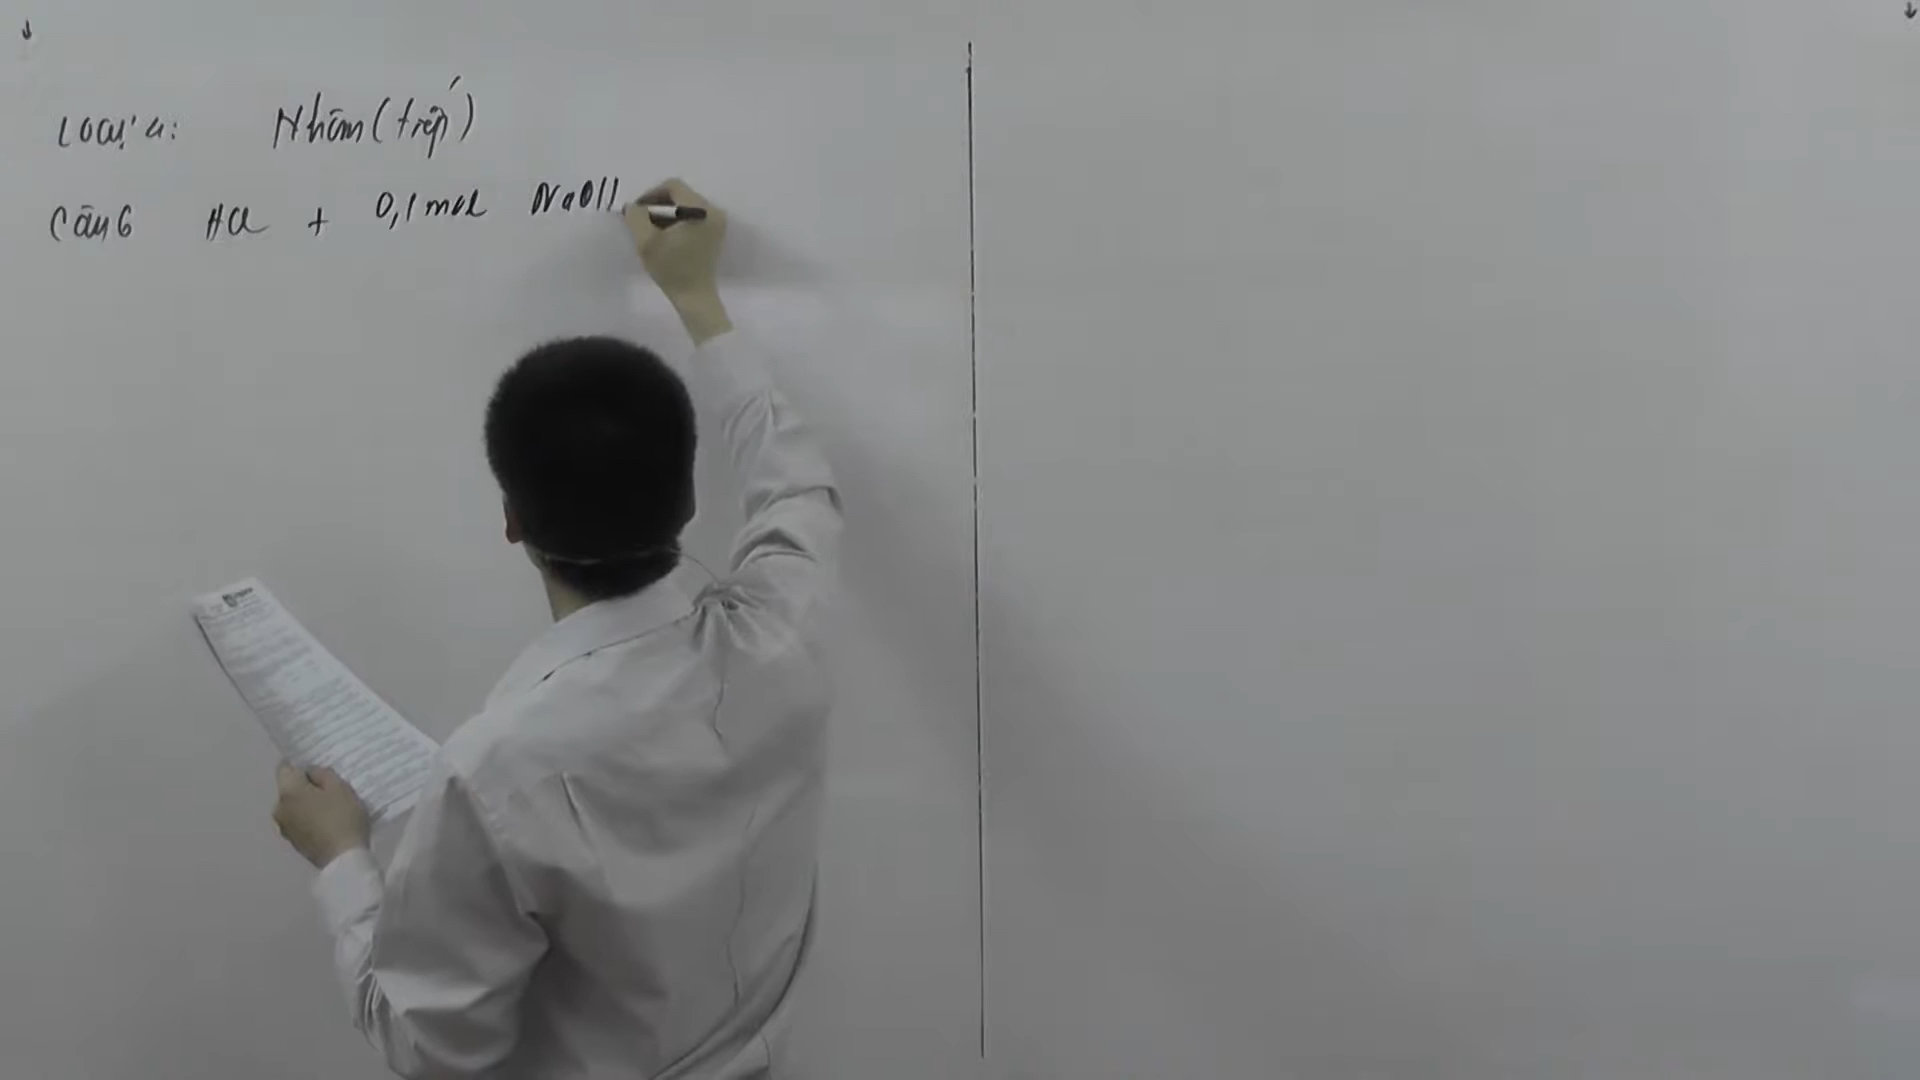 Loại 4: Nhôm (tiếp)
Câu 6 HCl + 0,1 mol NaOH